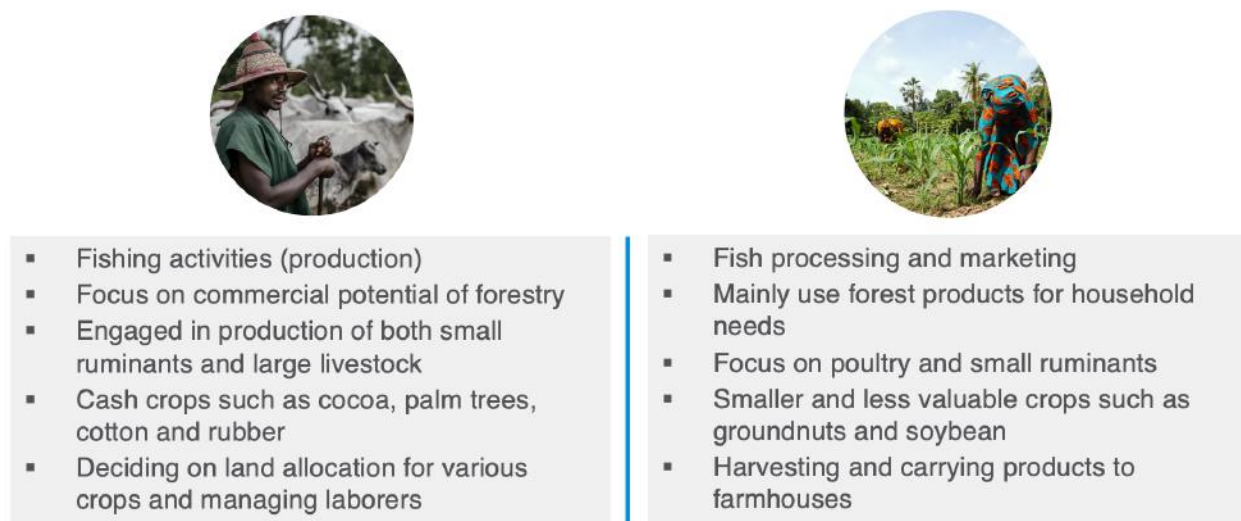 ▪ Fishing activities (production)
▪ Focus on commercial potential of forestry
▪ Engaged in production of both small
ruminants and large livestock
▪ Cash crops such as cocoa, palm trees,
cotton and rubber
▪ Deciding on land allocation for various
crops and managing laborers
▪ Fish processing and marketing
▪ Mainly use forest products for household
needs
▪ Focus on poultry and small ruminants
▪ Smaller and less valuable crops such as
groundnuts and soybean
▪ Harvesting and carrying products to
farmhouses